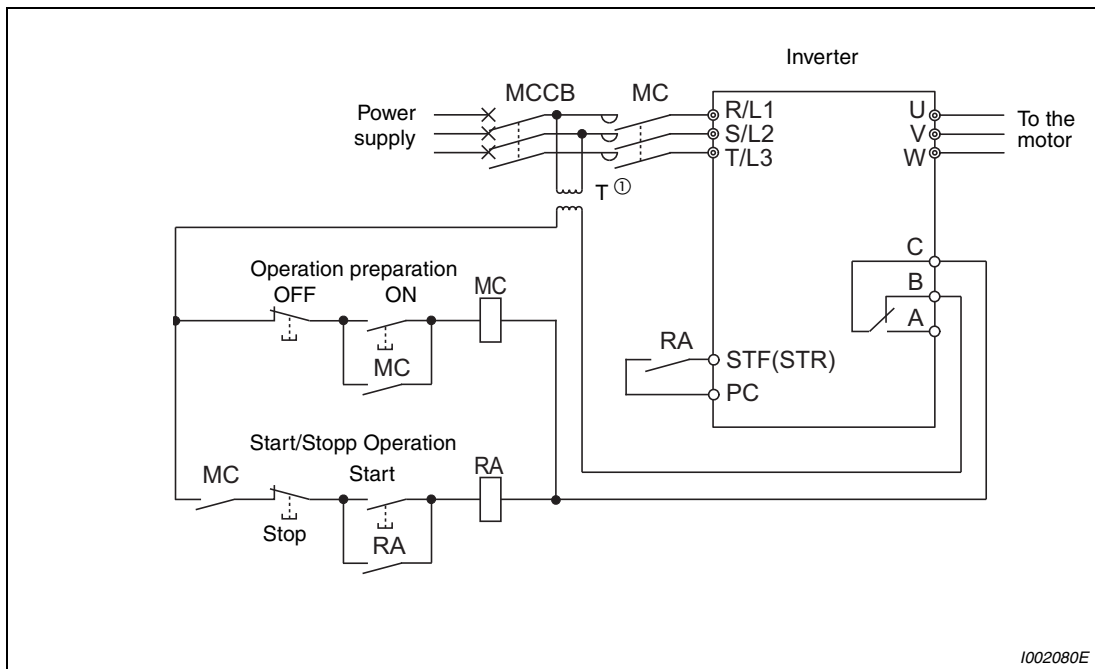 Inverter
MCCB
MC
Power
supply
R/L1
S/L2
T/L3
U
V
W
To the
motor
T ①
C
B
A
Operation preparation
OFF
ON
MC
MC
RA
STF(STR)
PC
Start/Stopp Operation
MC
Start
RA
Stop
RA
I002080E